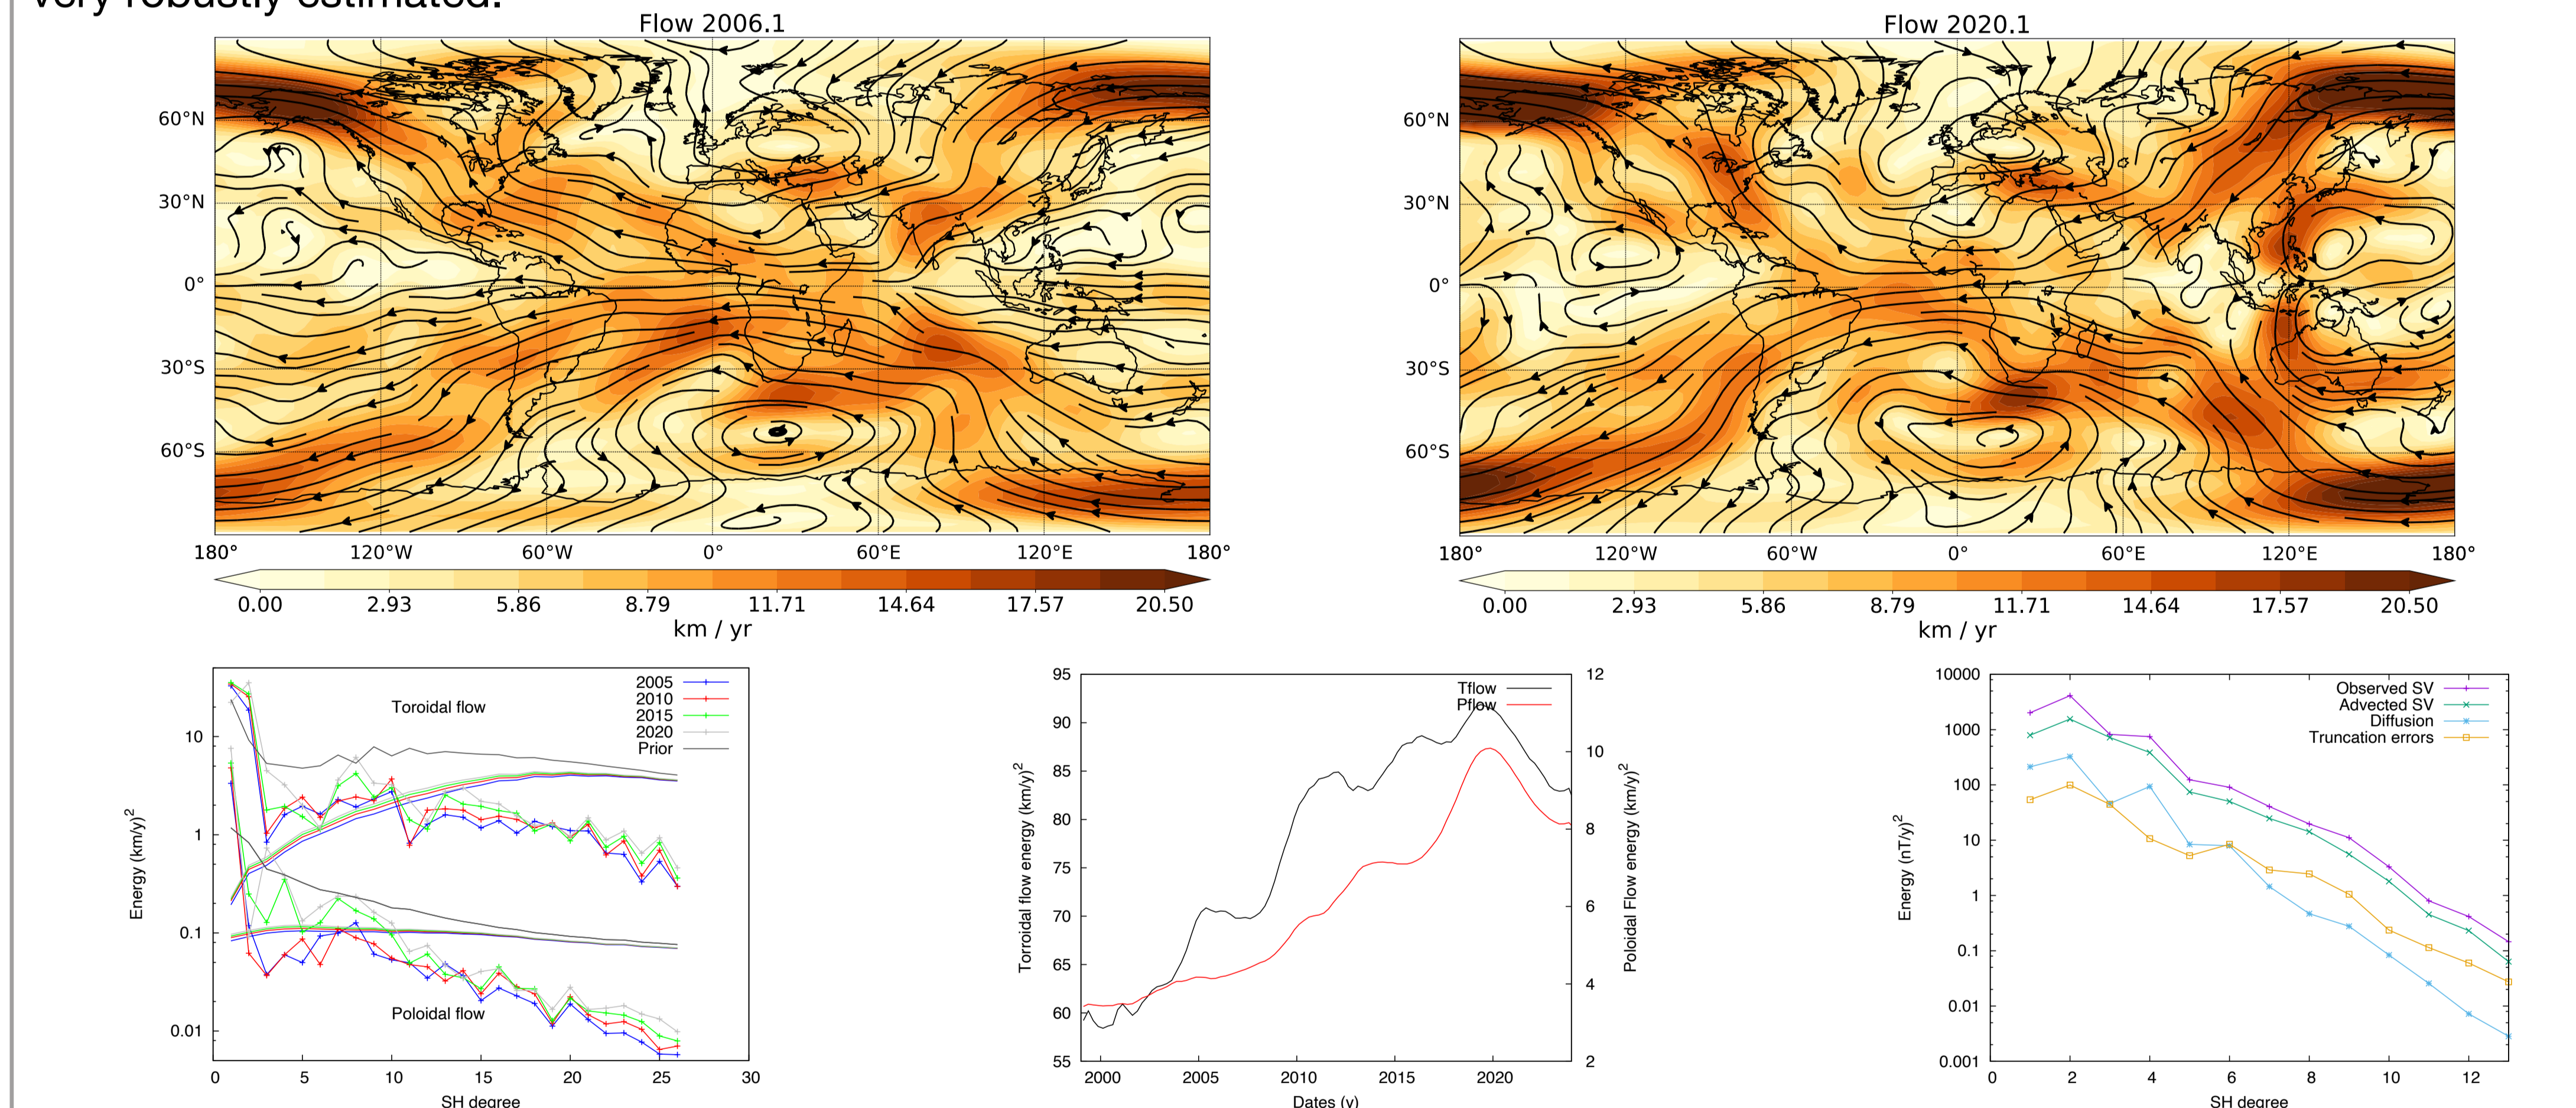 very robustly estimated.
Flow 2006.1
60°N
30°N
0°
30°S
60°S
180° 120°W 60°W 0° 60°E 120°E 180°
0.00 2.93 5.86 8.79 11.71 14.64 17.57 20.50
km / yr
Flow 2020.1
60°N
30°N
0°
30°S
60°S
180° 120°W 60°W 0° 60°E 120°E 180°
0.00 2.93 5.86 8.79 11.71 14.64 17.57 20.50
km / yr
Toroidal flow
2005
2010
2015
2020
Prior
10
1
0.1
0.01
Energy (km/y)²
Poloidal flow
0 5 10 15 20 25 30
SH degree
Tflow
Pflow
95
90
85
80
75
70
65
60
55
Torroidal flow energy (km/y)²
12
10
8
6
4
2
Poloidal Flow energy (km/y)²
2000 2005 2010 2015 2020
Dates (y)
Observed SV
Advected SV
Diffusion
Truncation errors
10000
1000
100
10
1
0.1
0.01
0.001
Energy (nT/y)²
0 2 4 6 8 10 12
SH degree